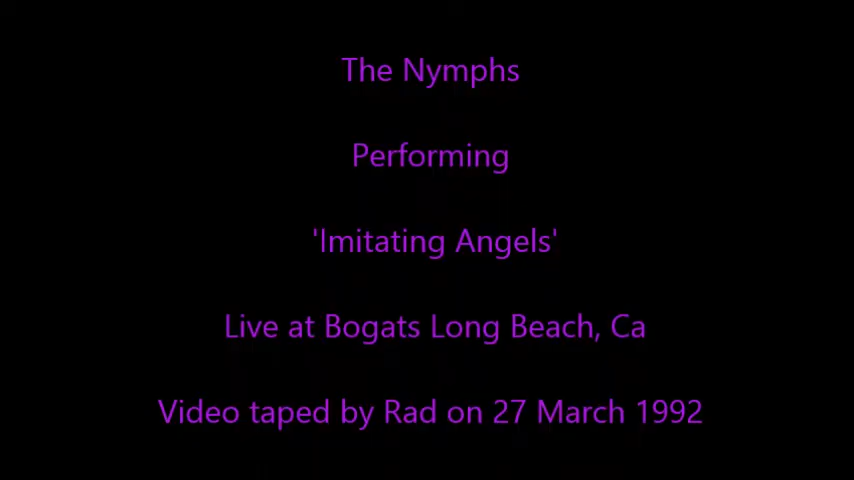 The Nymphs
Performing
'Imitating Angels'
Live at Bogats Long Beach, Ca
Video taped by Rad on 27 March 1992